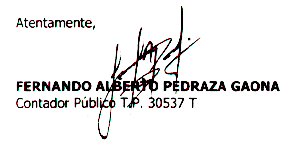 Atentamente,
FERNANDO ALBERTO PEDRAZA GAONA
Contador Público T.P. 30537 T